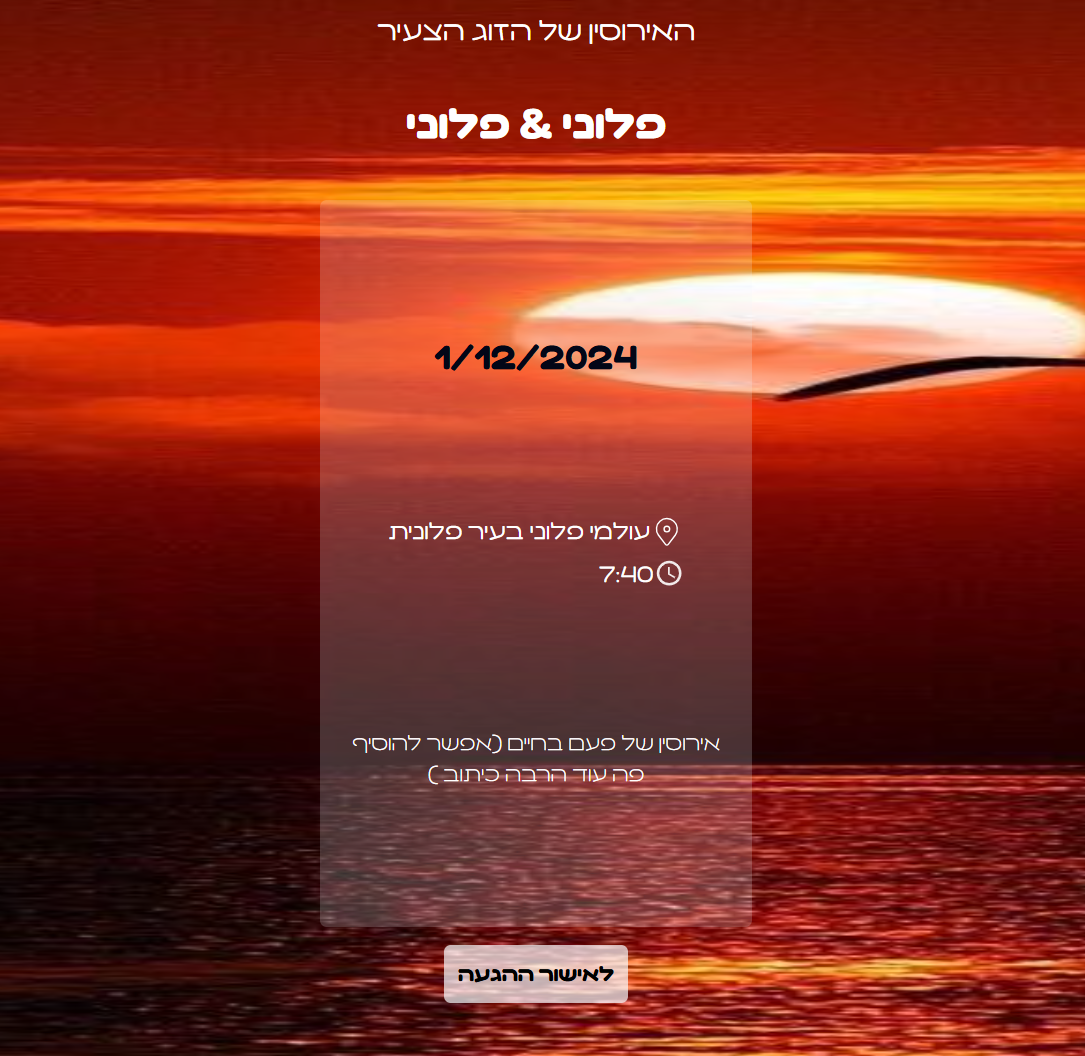 האירוסין של הזוג הצעיר
פלוני & פלוני
1/12/2024
עולמי פלוני בעיר פלונית
7:40
אירוסין של פעם בחיים (אפשר להוסיף
פה עוד הרבה כיתוב )
לאישור ההגעה